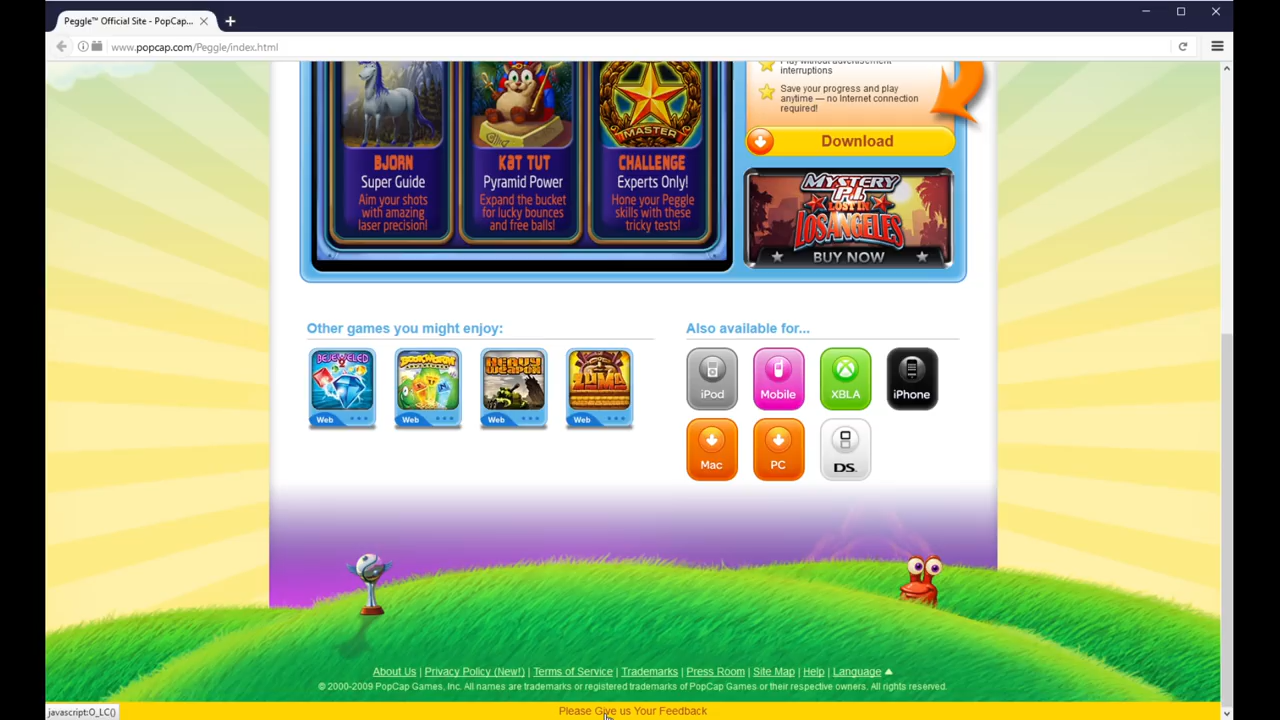 Peggle™ Official Site - PopCap...
www.popcap.com/Peggle/index.html
interruptions
Save your progress and play
anytime — no Internet connection
required!
Download
MASTER
BJORN
Super Guide
Aim your shots
with amazing
laser precision!
KAT TUT
Pyramid Power
Expand the bucket
for lucky bounces
and free balls!
CHALLENGE
Experts Only!
Hone your Peggle
skills with these
tricky tests!
MYSTERY
P.I.
LOST IN
LOS ANGELES
BUY NOW
Other games you might enjoy:
Also available for...
BEJEWELED
Web
BOOKWORM
Web
HEAVY
WEAPON
Web
ZUMA
Web
iPod
Mobile
XBLA
iPhone
Mac
PC
DS
About Us | Privacy Policy (New!) | Terms of Service | Trademarks | Press Room | Site Map | Help | Language
© 2000-2009 PopCap Games, Inc. All names are trademarks or registered trademarks of PopCap Games or their respective owners. All rights reserved.
Please Give us Your Feedback
javascript:O_LC()